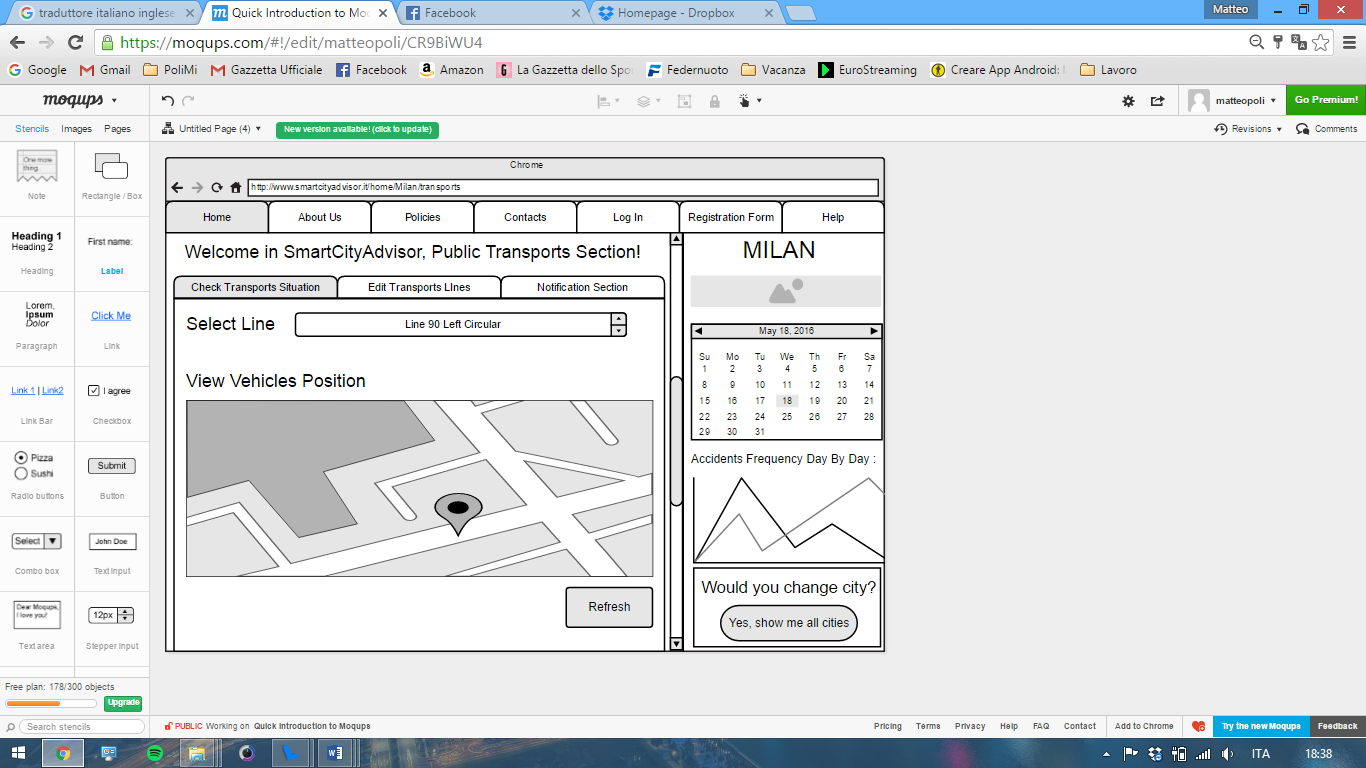 traduttore italiano inglese
Quick Introduction to Moq
Facebook
Homepage - Dropbox
Matteo
https://moqups.com/#!/edit/matteopoli/CR9BiWU4
Google
Gmail
PoliMi
Gazzetta Ufficiale
Facebook
Amazon
La Gazzetta dello Spo
Federnuoto
Vacanza
EuroStreaming
Creare App Android:
Lavoro
moqups
matteopoli
Go Premium!
Stencils Images Pages
Untitled Page (4)
New version available! (click to update)
Revisions
Comments
One more
thing.
Note
Rectangle / Box
Heading 1
Heading 2
Heading
First name:
Label
Lorem,
Ipsum
Dolor
Paragraph
Click Me
Link
Link 1 | Link2
Link Bar
I agree
Checkbox
Pizza
Sushi
Radio buttons
Submit
Button
Select
Combo box
John Doe
Text Input
Dear Moqups,
I love you!
Text area
12px
Stepper Input
Free plan: 178/300 objects
Upgrade
Search stencils
Chrome
http://www.smartcityadvisor.it/home/Milan/transports
Home
About Us
Policies
Contacts
Log In
Registration Form
Help
Welcome in SmartCityAdvisor, Public Transports Section!
Check Transports Situation
Edit Transports LInes
Notification Section
Select Line
Line 90 Left Circular
View Vehicles Position
Refresh
MILAN
May 18, 2016
Su Mo Tu We Th Fr Sa
1 2 3 4 5 6 7
8 9 10 11 12 13 14
15 16 17 18 19 20 21
22 23 24 25 26 27 28
29 30 31
Accidents Frequency Day By Day :
Would you change city?
Yes, show me all cities
PUBLIC Working on Quick Introduction to Moqups
Pricing
Terms
Privacy
Help
FAQ
Contact
Add to Chrome
Try the new Moqups
Feedback
ITA
18:38